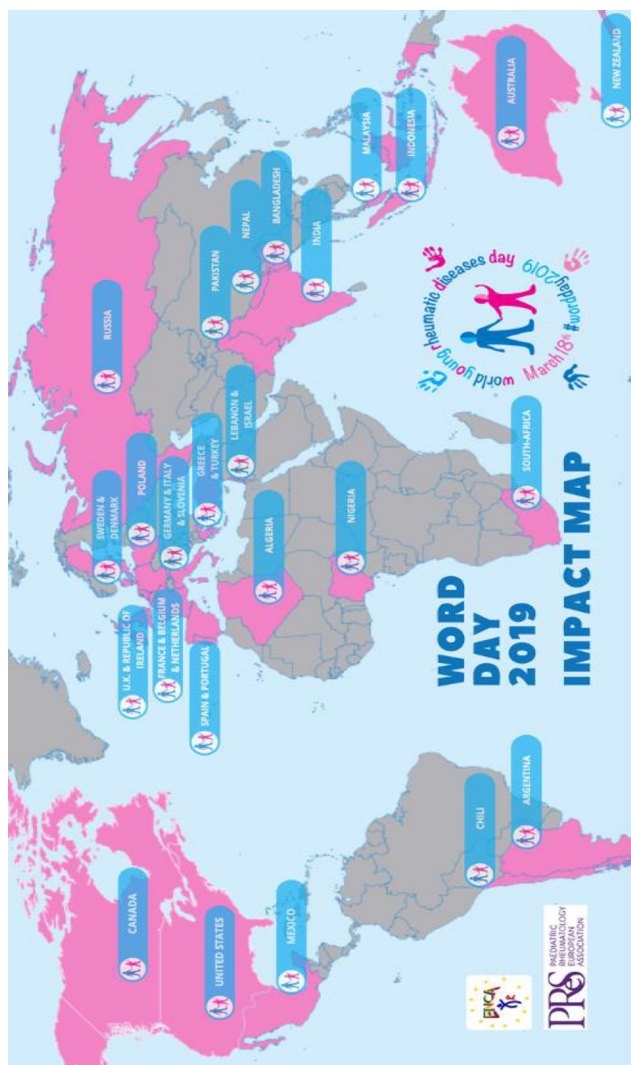 CANADA
UNITED STATES
MEXICO
CHILI
ARGENTINA
U.K. & REPUBLIC OF
IRELAND
FRANCE & BELGIUM
& NETHERLANDS
SPAIN & PORTUGAL
SWEDEN &
DENMARK
POLAND
GERMANY & ITALY
& SLOVENIA
GREECE
& TURKEY
LEBANON &
ISRAEL
ALGERIA
NIGERIA
SOUTH-AFRICA
RUSSIA
PAKISTAN
NEPAL
BANGLADESH
INDIA
MALAYSIA
INDONESIA
AUSTRALIA
NEW ZEALAND
WORD
DAY
2019
IMPACT MAP
world young rheumatic diseases day
March 18th #wordday2019
ENCA
PReS
PAEDIATRIC
RHEUMATOLOGY
EUROPEAN
ASSOCIATION